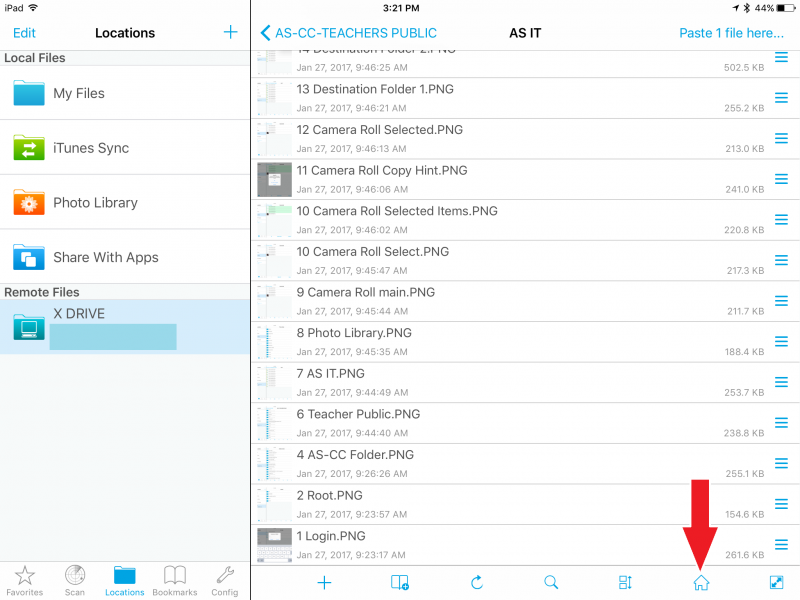 iPad
3:21 PM
44%
Edit
Locations
Local Files
My Files
iTunes Sync
Photo Library
Share With Apps
Remote Files
X DRIVE
Favorites
Scan
Locations
Bookmarks
Config
AS-CC-TEACHERS PUBLIC
AS IT
Paste 1 file here...
14 Destination Folder 2.PNG
Jan 27, 2017, 9:46:25 AM
502.5 KB
13 Destination Folder 1.PNG
Jan 27, 2017, 9:46:21 AM
255.2 KB
12 Camera Roll Selected.PNG
Jan 27, 2017, 9:46:13 AM
213.0 KB
11 Camera Roll Copy Hint.PNG
Jan 27, 2017, 9:46:06 AM
241.0 KB
10 Camera Roll Selected Items.PNG
Jan 27, 2017, 9:46:02 AM
220.8 KB
10 Camera Roll Select.PNG
Jan 27, 2017, 9:45:47 AM
217.3 KB
9 Camera Roll main.PNG
Jan 27, 2017, 9:45:44 AM
211.7 KB
8 Photo Library.PNG
Jan 27, 2017, 9:45:35 AM
188.4 KB
7 AS IT.PNG
Jan 27, 2017, 9:44:49 AM
253.7 KB
6 Teacher Public.PNG
Jan 27, 2017, 9:44:40 AM
238.8 KB
4 AS-CC Folder.PNG
Jan 27, 2017, 9:26:26 AM
255.1 KB
2 Root.PNG
Jan 27, 2017, 9:23:57 AM
154.6 KB
1 Login.PNG
Jan 27, 2017, 9:23:17 AM
261.6 KB